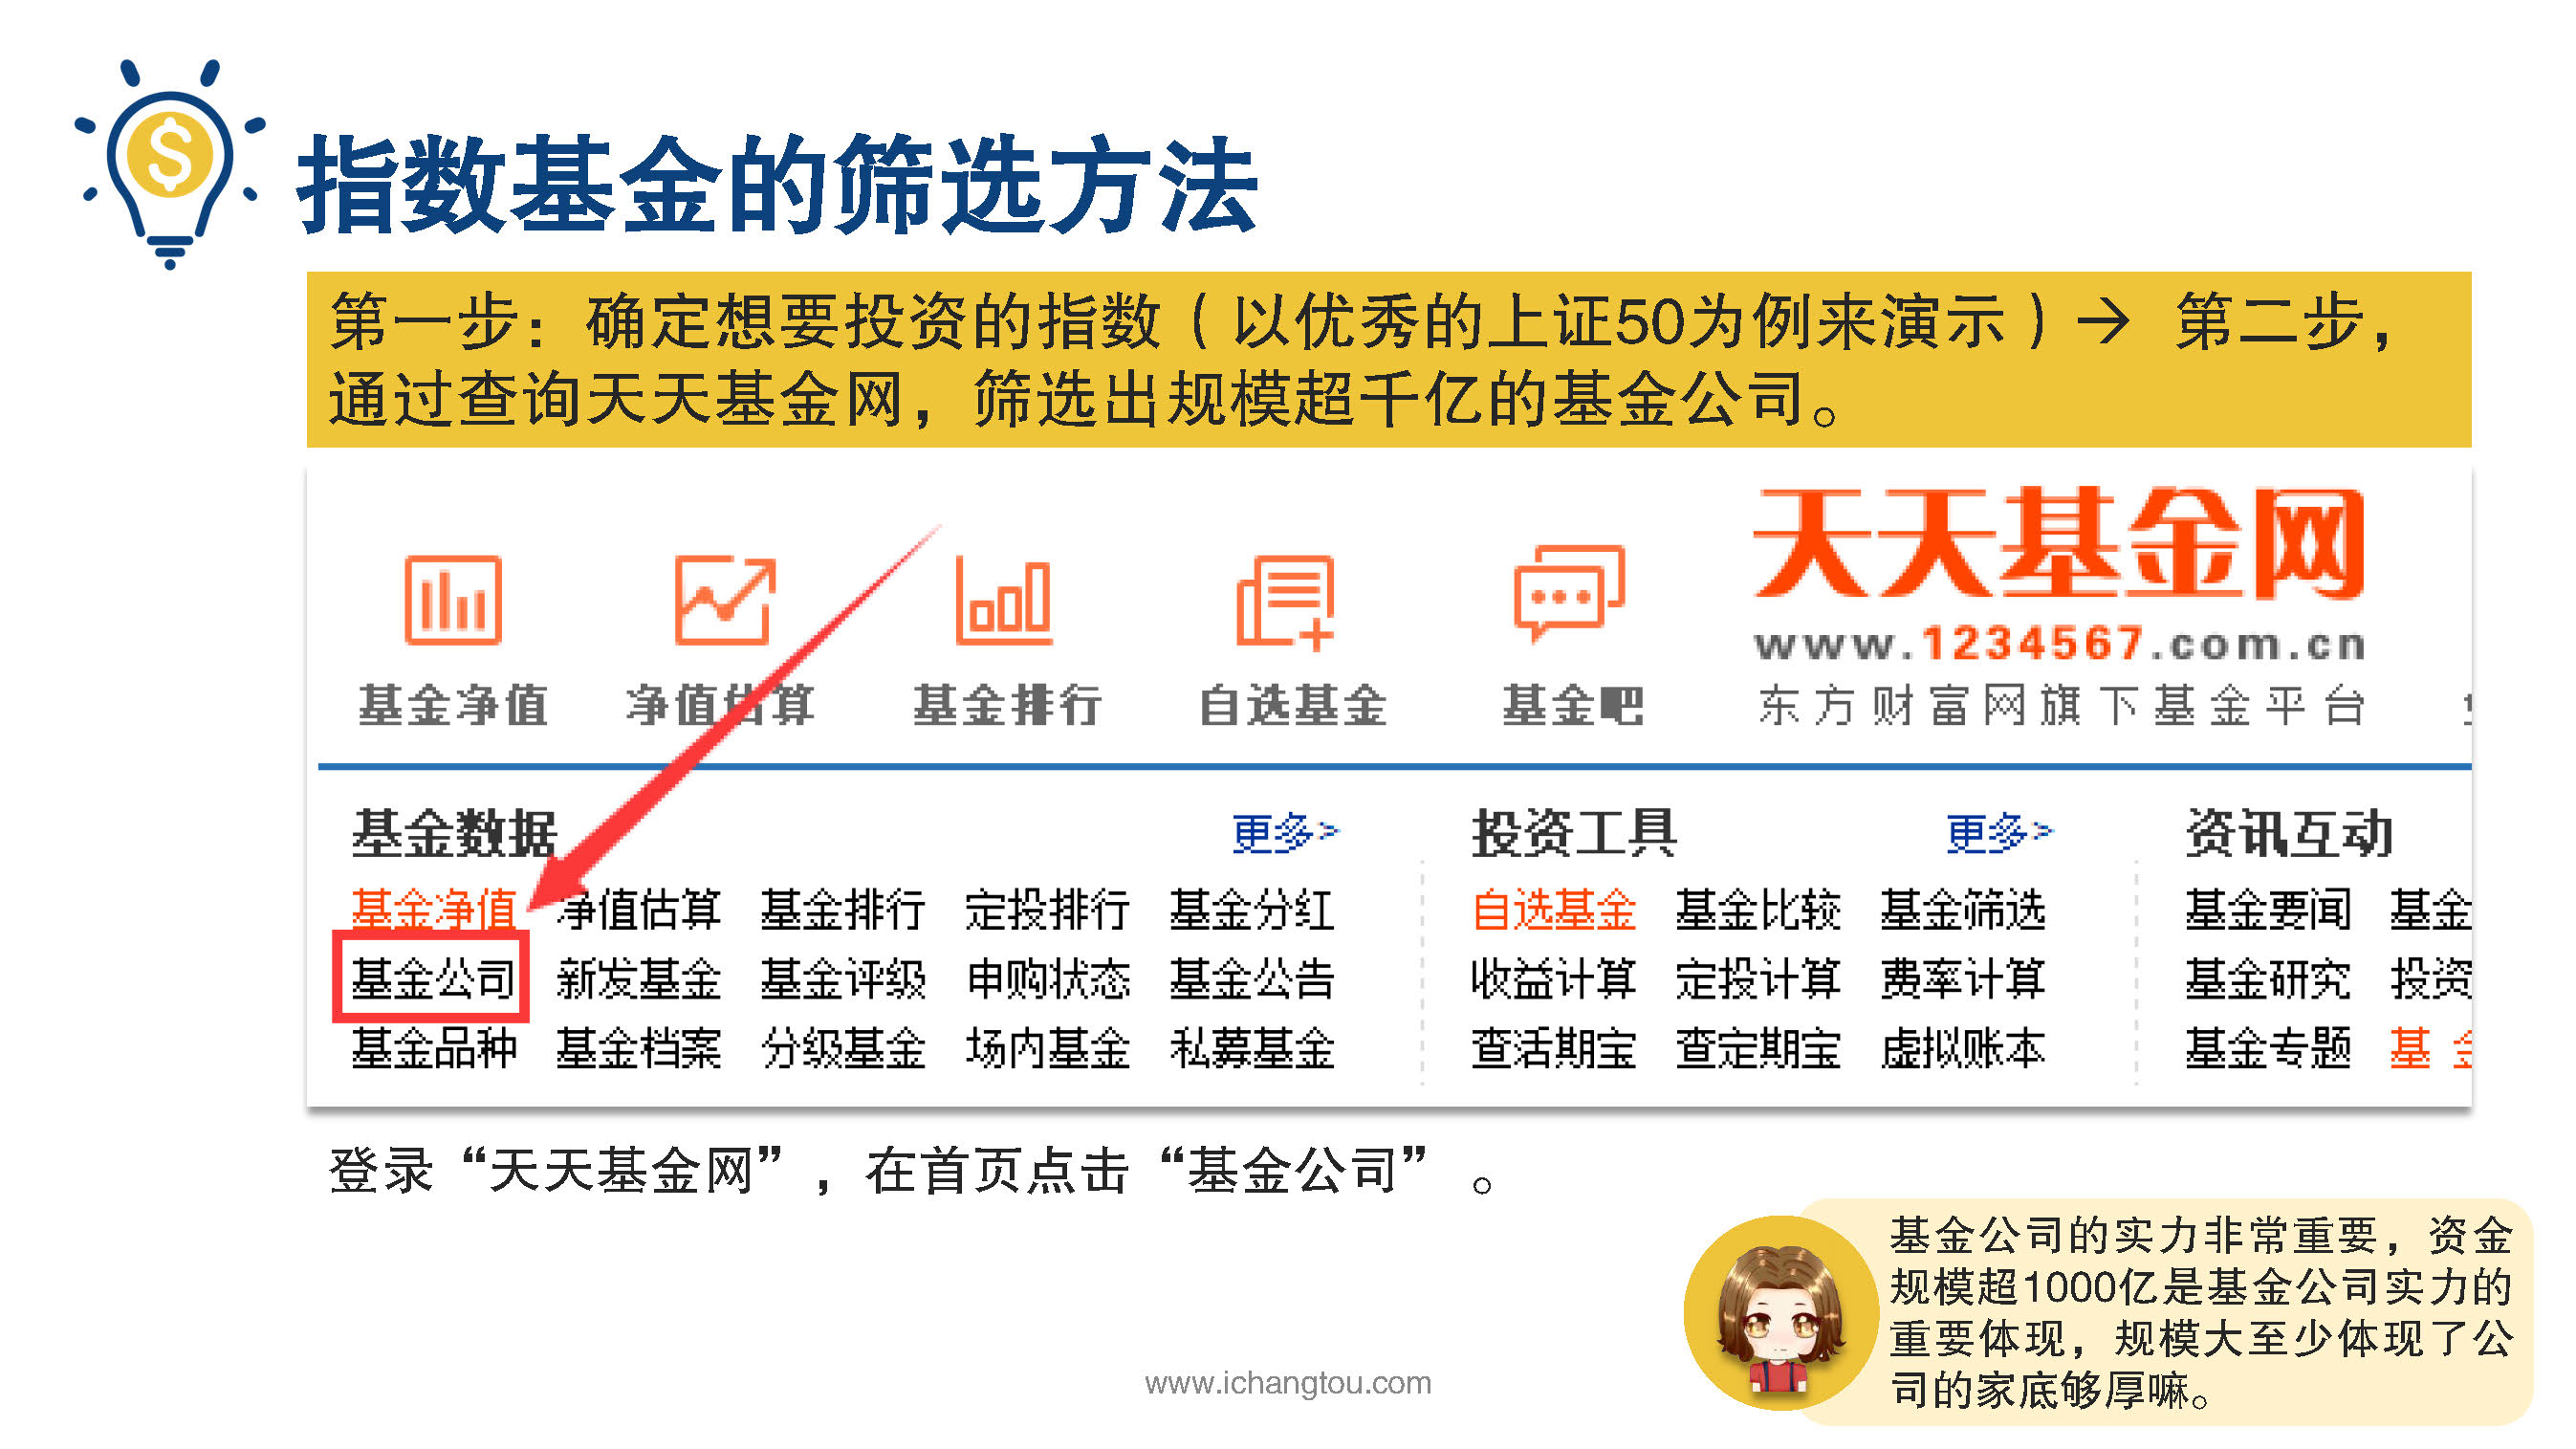 指数基金的筛选方法
第一步：确定想要投资的指数（以优秀的上证50为例来演示）→ 第二步，
通过查询天天基金网，筛选出规模超千亿的基金公司。
天天基金网
www.1234567.com.cn
东方财富网旗下基金平台
基金净值 净值估算 基金排行 自选基金 基金吧
基金数据 更多> 投资工具 更多> 资讯互动
基金净值 净值估算 基金排行 定投排行 基金分红 自选基金 基金比较 基金筛选 基金要闻 基金
基金公司 新发基金 基金评级 申购状态 基金公告 收益计算 定投计算 费率计算 基金研究 投资
基金品种 基金档案 分级基金 场内基金 私募基金 查活期宝 查定期宝 虚拟账本 基金专题 基
登录“天天基金网”，在首页点击“基金公司” 。
基金公司的实力非常重要，资金
规模超1000亿是基金公司实力的
重要体现，规模大至少体现了公
司的家底够厚嘛。
www.ichangtou.com